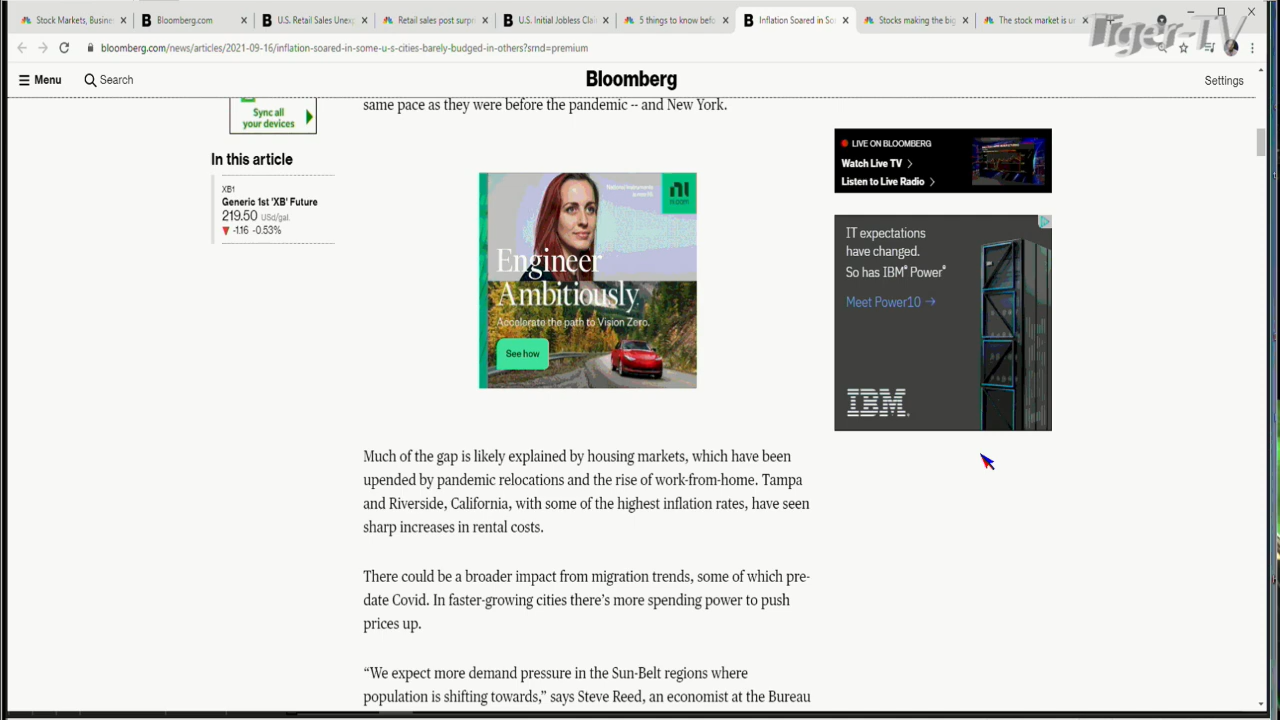 Stock Markets, Busines
Bloomberg.com
U.S. Retail Sales Unexp
Retail sales post surpri
U.S. Initial Jobless Clai
5 things to know befo
Inflation Soared in So
Stocks making the big
The stock market is un
Tiger-TV
bloomberg.com/news/articles/2021-09-16/inflation-soared-in-some-u-s-cities-barely-budged-in-others?srnd=premium
Menu
Search
Bloomberg
Settings
same pace as they were before the pandemic -- and New York.
Sync all
your devices
In this article
XB1
Generic 1st 'XB' Future
219.50 USd/gal.
▼ -1.16 -0.53%
National Instruments
is now NI.
ni
Engineer
Ambitiously.
Accelerate the path to Vision Zero.
See how
LIVE ON BLOOMBERG
Watch Live TV >
Listen to Live Radio >
IT expectations
have changed.
So has IBM® Power®
Meet Power10 →
IBM
Much of the gap is likely explained by housing markets, which have been
upended by pandemic relocations and the rise of work-from-home. Tampa
and Riverside, California, with some of the highest inflation rates, have seen
sharp increases in rental costs.
There could be a broader impact from migration trends, some of which pre-
date Covid. In faster-growing cities there's more spending power to push
prices up.
“We expect more demand pressure in the Sun-Belt regions where
population is shifting towards,” says Steve Reed, an economist at the Bureau